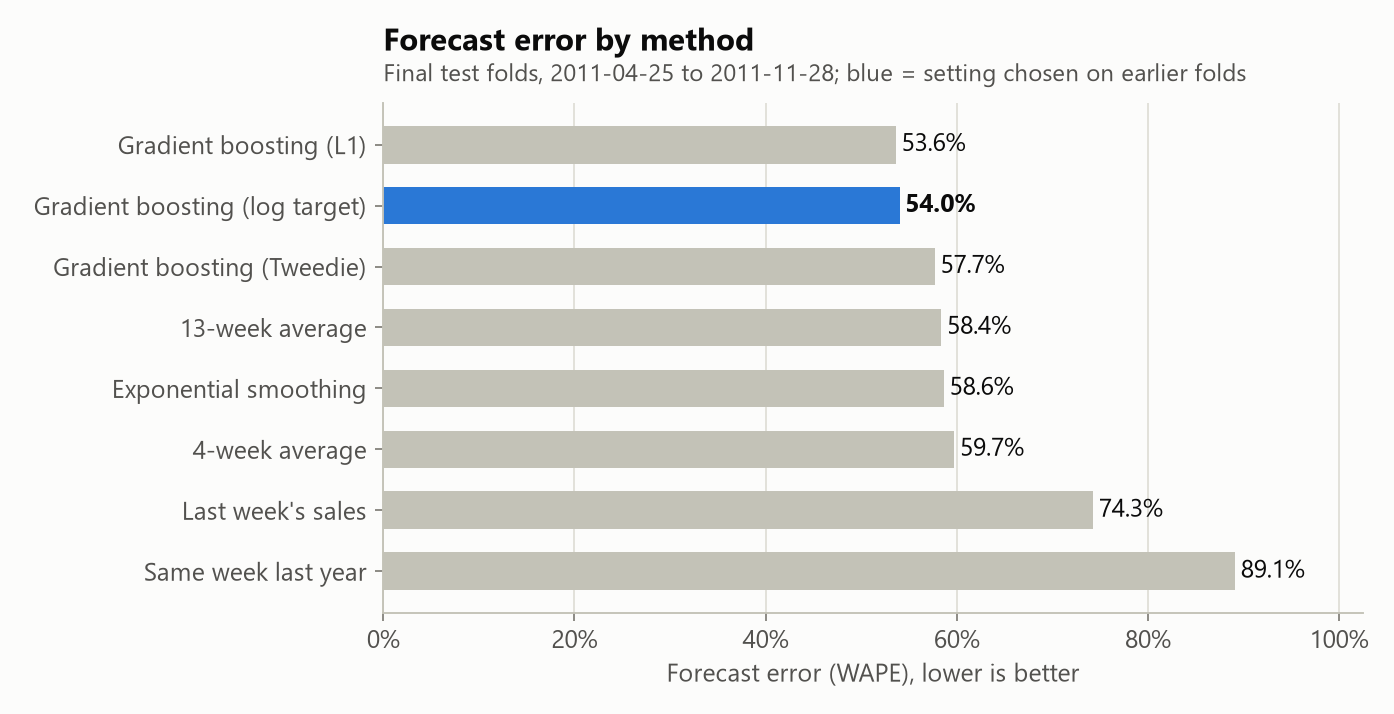 Forecast error by method
Final test folds, 2011-04-25 to 2011-11-28; blue = setting chosen on earlier folds
Gradient boosting (L1) 53.6%
Gradient boosting (log target) 54.0%
Gradient boosting (Tweedie) 57.7%
13-week average 58.4%
Exponential smoothing 58.6%
4-week average 59.7%
Last week's sales 74.3%
Same week last year 89.1%
0% 20% 40% 60% 80% 100%
Forecast error (WAPE), lower is better